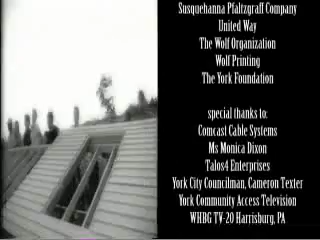 Susquehanna Pfaltzgraff Company
United Way
The Wolf Organization
Wolf Printing
The York Foundation
special thanks to:
Comcast Cable Systems
Ms Monica Dixon
Talos4 Enterprises
York City Councilman, Cameron Texter
York Community Access Television
WHBG TV-20 Harrisburg, PA